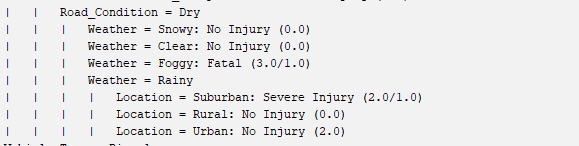 |   |   Road_Condition = Dry
|   |   |   Weather = Snowy: No Injury (0.0)
|   |   |   Weather = Clear: No Injury (0.0)
|   |   |   Weather = Foggy: Fatal (3.0/1.0)
|   |   |   Weather = Rainy
|   |   |   |   Location = Suburban: Severe Injury (2.0/1.0)
|   |   |   |   Location = Rural: No Injury (0.0)
|   |   |   |   Location = Urban: No Injury (2.0)